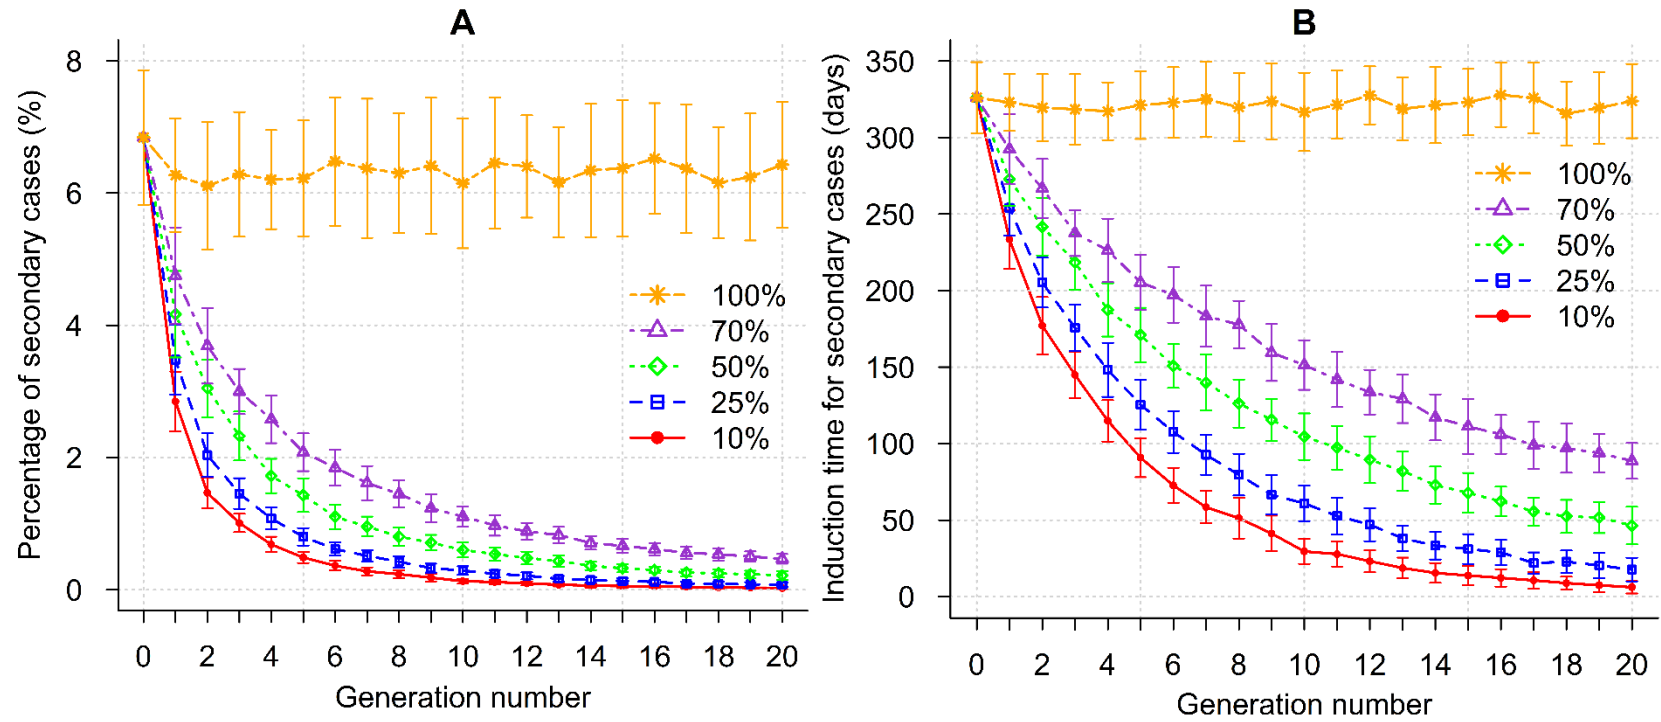 A
Percentage of secondary cases (%)
8
6
4
2
0
100%
70%
50%
25%
10%
0 2 4 6 8 10 12 14 16 18 20
Generation number
B
Induction time for secondary cases (days)
350
300
250
200
150
100
50
0
100%
70%
50%
25%
10%
0 2 4 6 8 10 12 14 16 18 20
Generation number